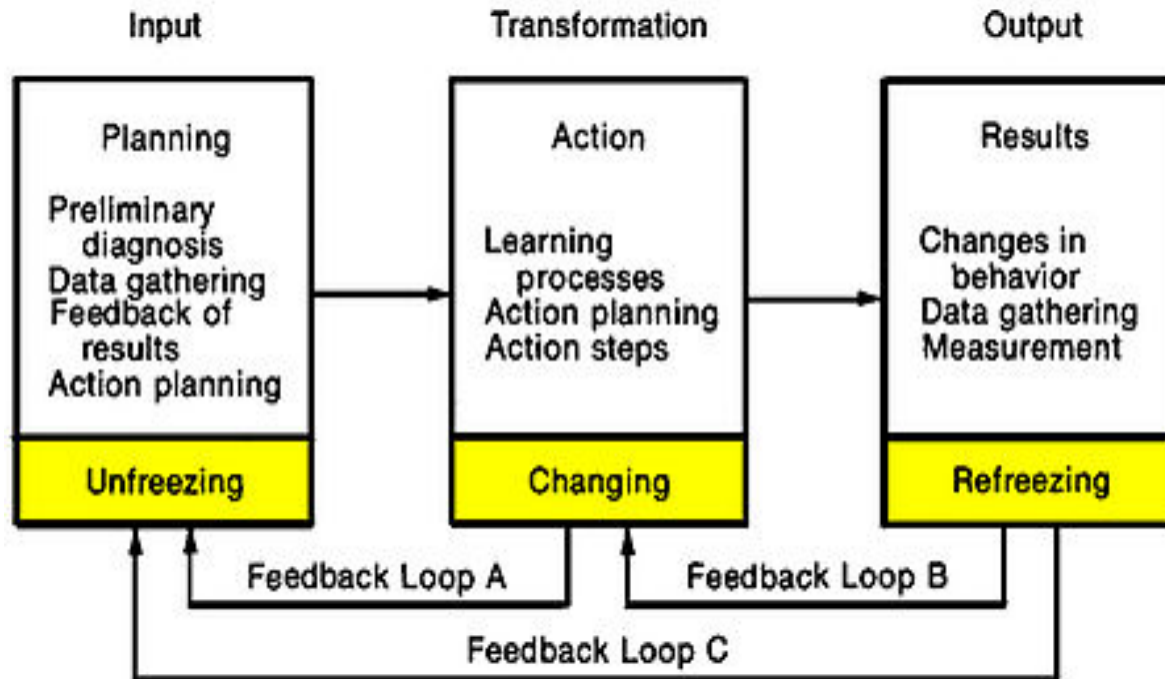 Input
Transformation
Output
Planning
Preliminary
diagnosis
Data gathering
Feedback of
results
Action planning
Unfreezing
Action
Learning
processes
Action planning
Action steps
Changing
Results
Changes in
behavior
Data gathering
Measurement
Refreezing
Feedback Loop A
Feedback Loop B
Feedback Loop C